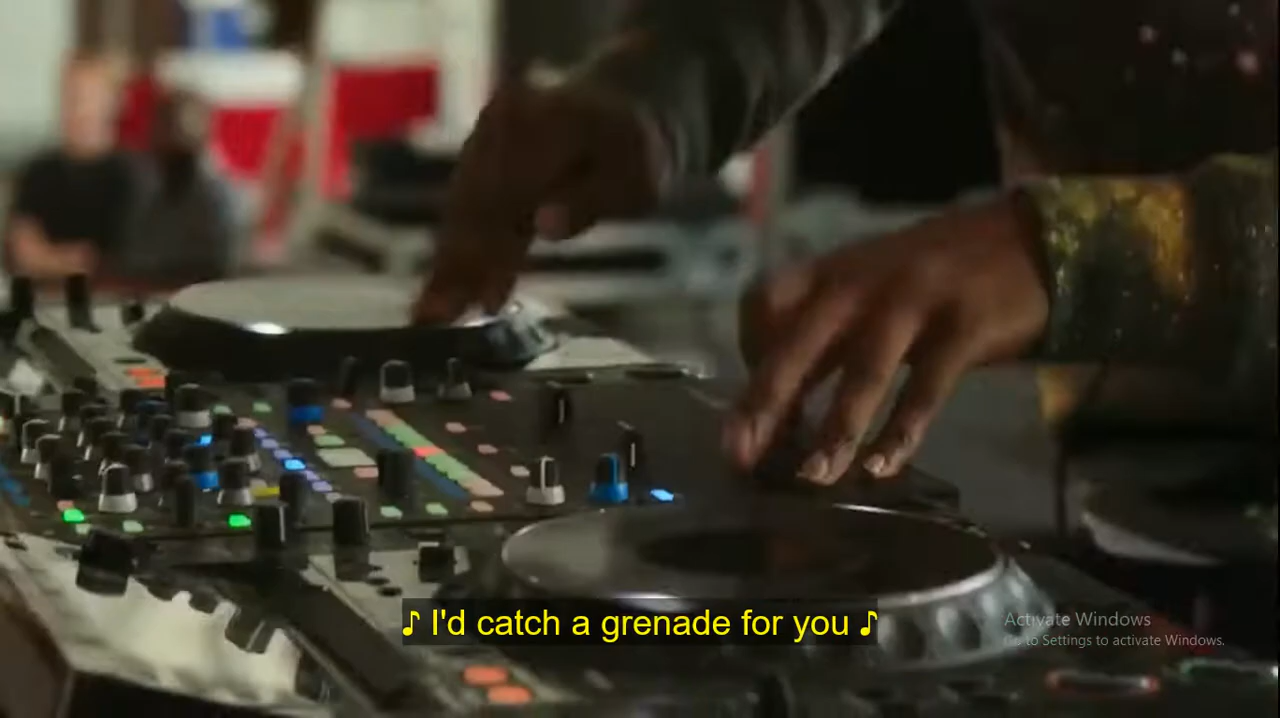 ♪ I'd catch a grenade for you ♪
Activate Windows
Go to Settings to activate Windows.